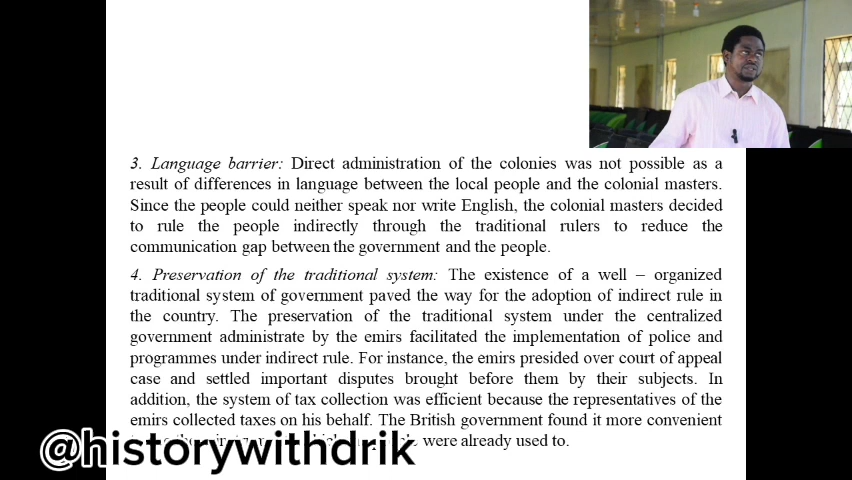 3. Language barrier: Direct administration of the colonies was not possible as a
result of differences in language between the local people and the colonial masters.
Since the people could neither speak nor write English, the colonial masters decided
to rule the people indirectly through the traditional rulers to reduce the
communication gap between the government and the people.
4. Preservation of the traditional system: The existence of a well – organized
traditional system of government paved the way for the adoption of indirect rule in
the country. The preservation of the traditional system under the centralized
government administrate by the emirs facilitated the implementation of police and
programmes under indirect rule. For instance, the emirs presided over court of appeal
case and settled important disputes brought before them by their subjects. In
addition, the system of tax collection was efficient because the representatives of the
emirs collected taxes on his behalf. The British government found it more convenient
were already used to.
@historywithdrik